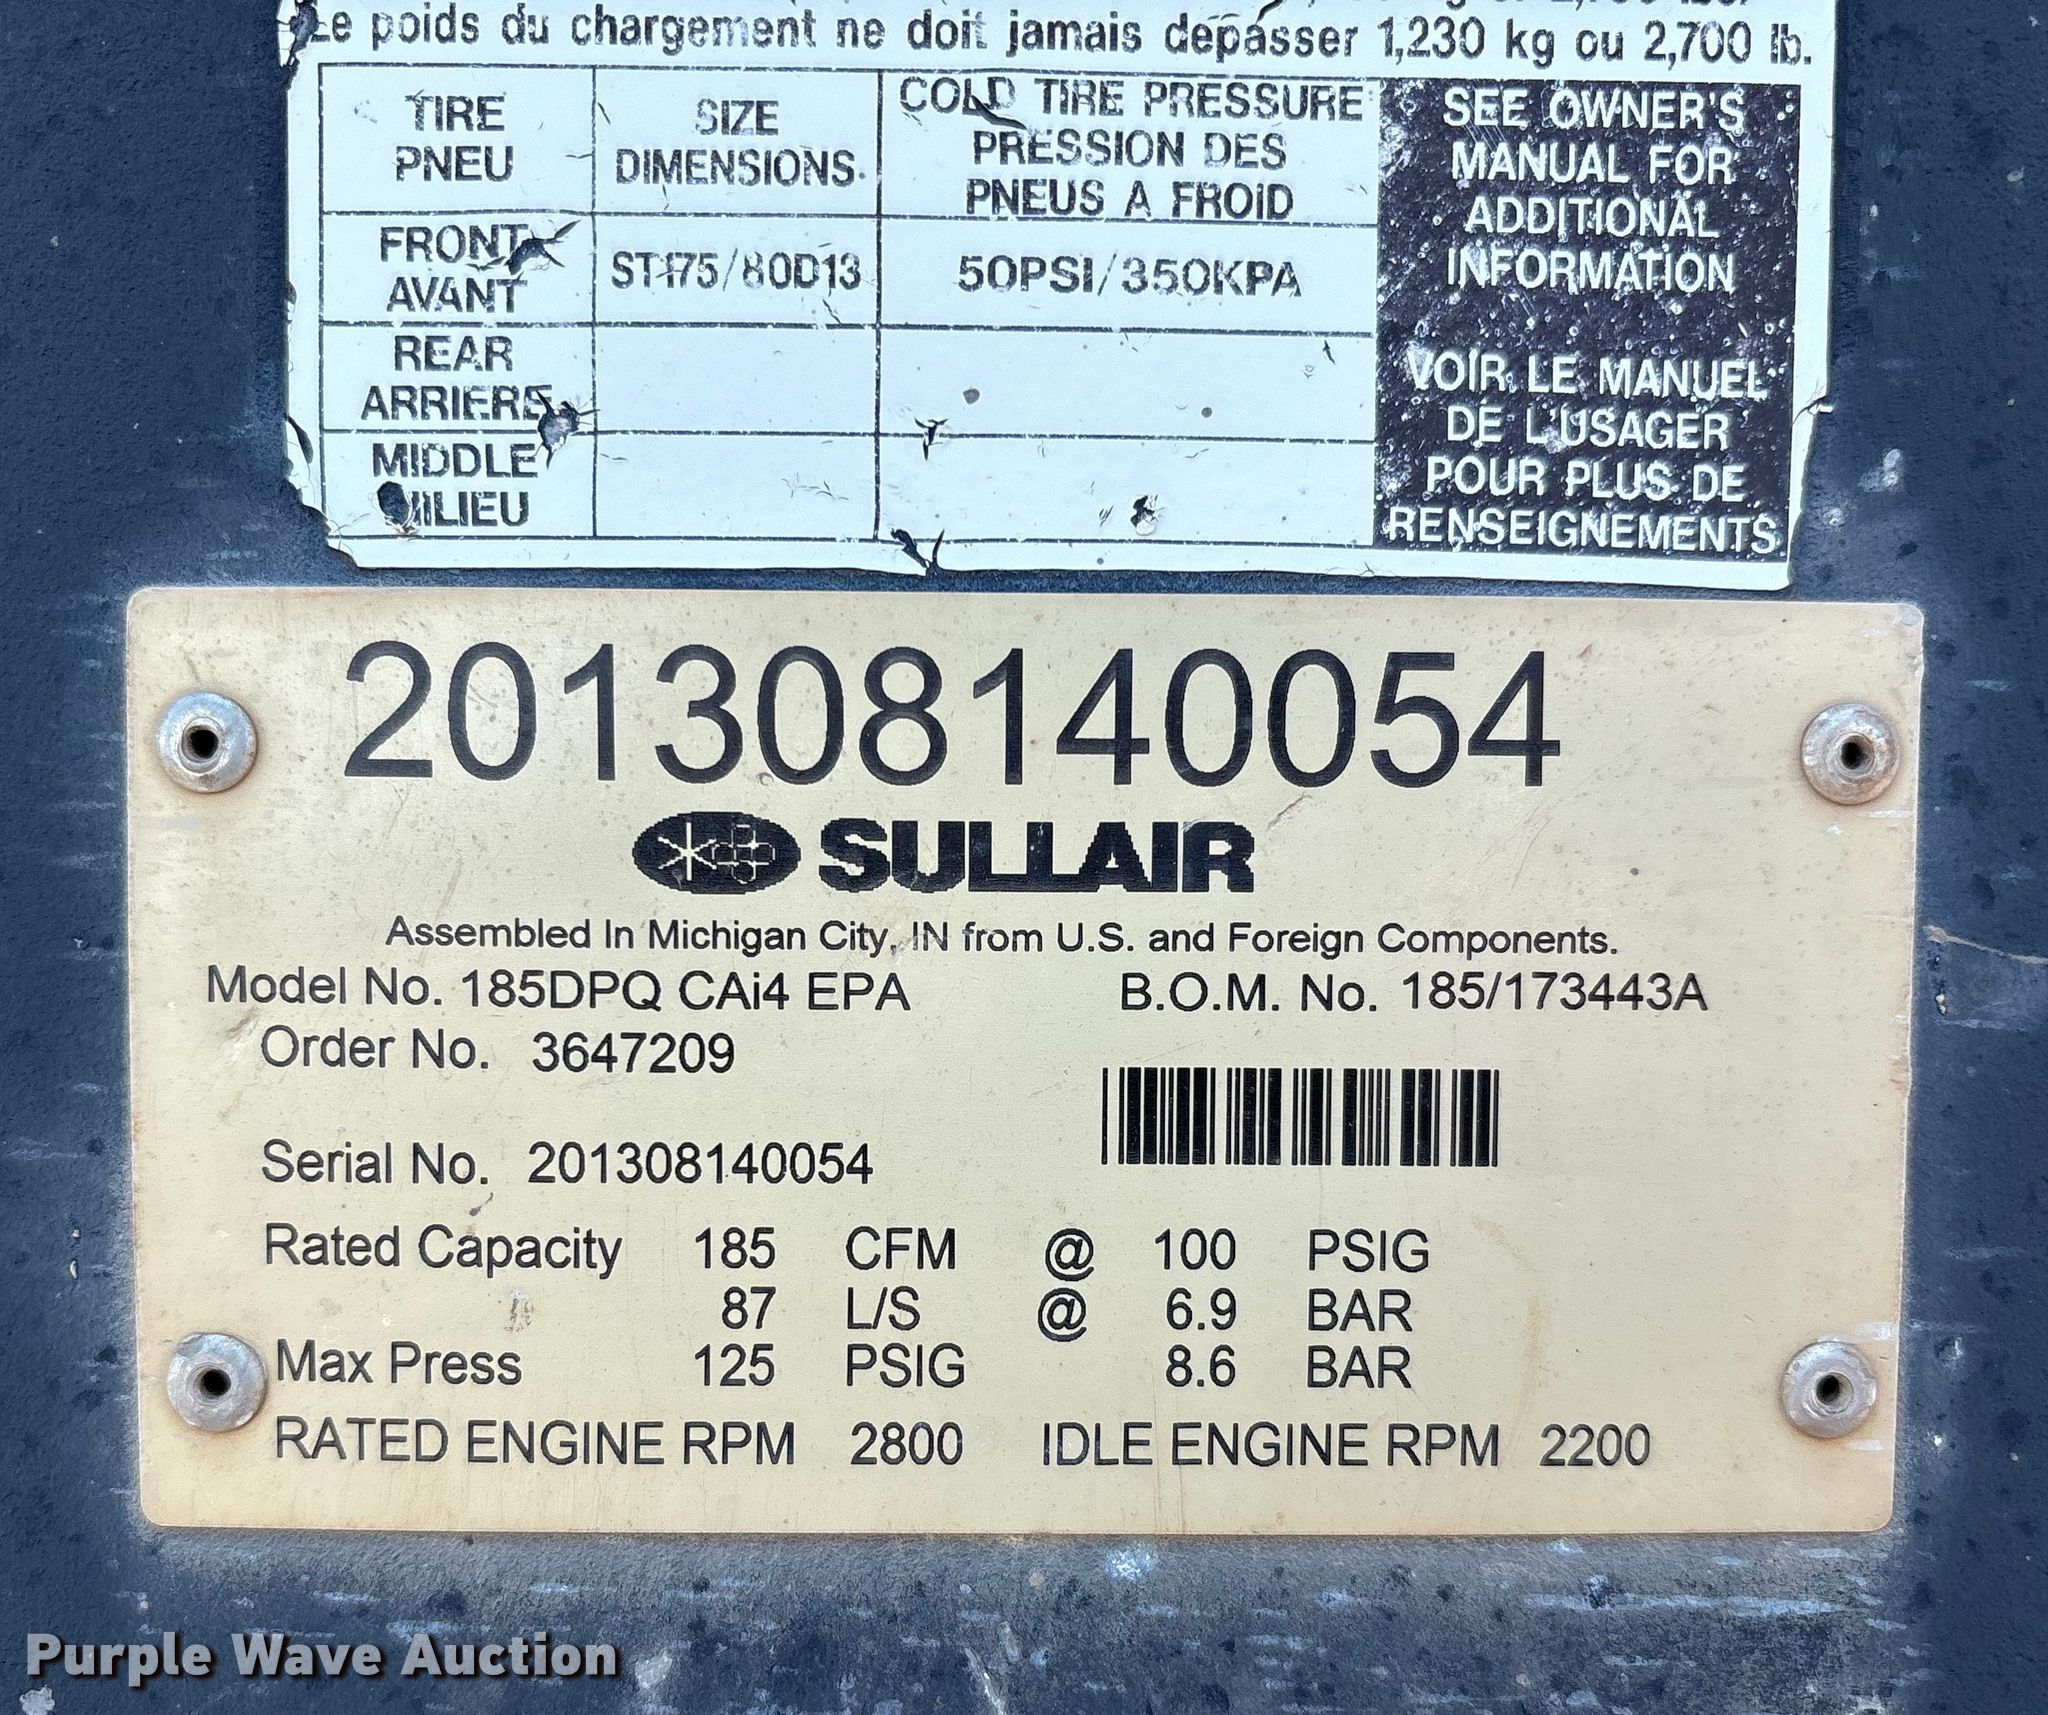 Le poids du chargement ne doit jamais dépasser 1,230 kg ou 2,700 lb.
TIRE
PNEU
SIZE
DIMENSIONS
COLD TIRE PRESSURE
PRESSION DES
PNEUS A FROID
SEE OWNER'S
MANUAL FOR
ADDITIONAL
INFORMATION
VOIR LE MANUEL
DE L'USAGER
POUR PLUS DE
RENSEIGNEMENTS
FRONT
AVANT
ST175/80D13
50PSI/350KPA
REAR
ARRIERE
MIDDLE
MILIEU
201308140054
SULLAIR
Assembled In Michigan City, IN from U.S. and Foreign Components.
Model No. 185DPQ CAi4 EPA B.O.M. No. 185/173443A
Order No. 3647209
Serial No. 201308140054
Rated Capacity 185 CFM @ 100 PSIG
87 L/S @ 6.9 BAR
Max Press 125 PSIG 8.6 BAR
RATED ENGINE RPM 2800 IDLE ENGINE RPM 2200
Purple Wave Auction